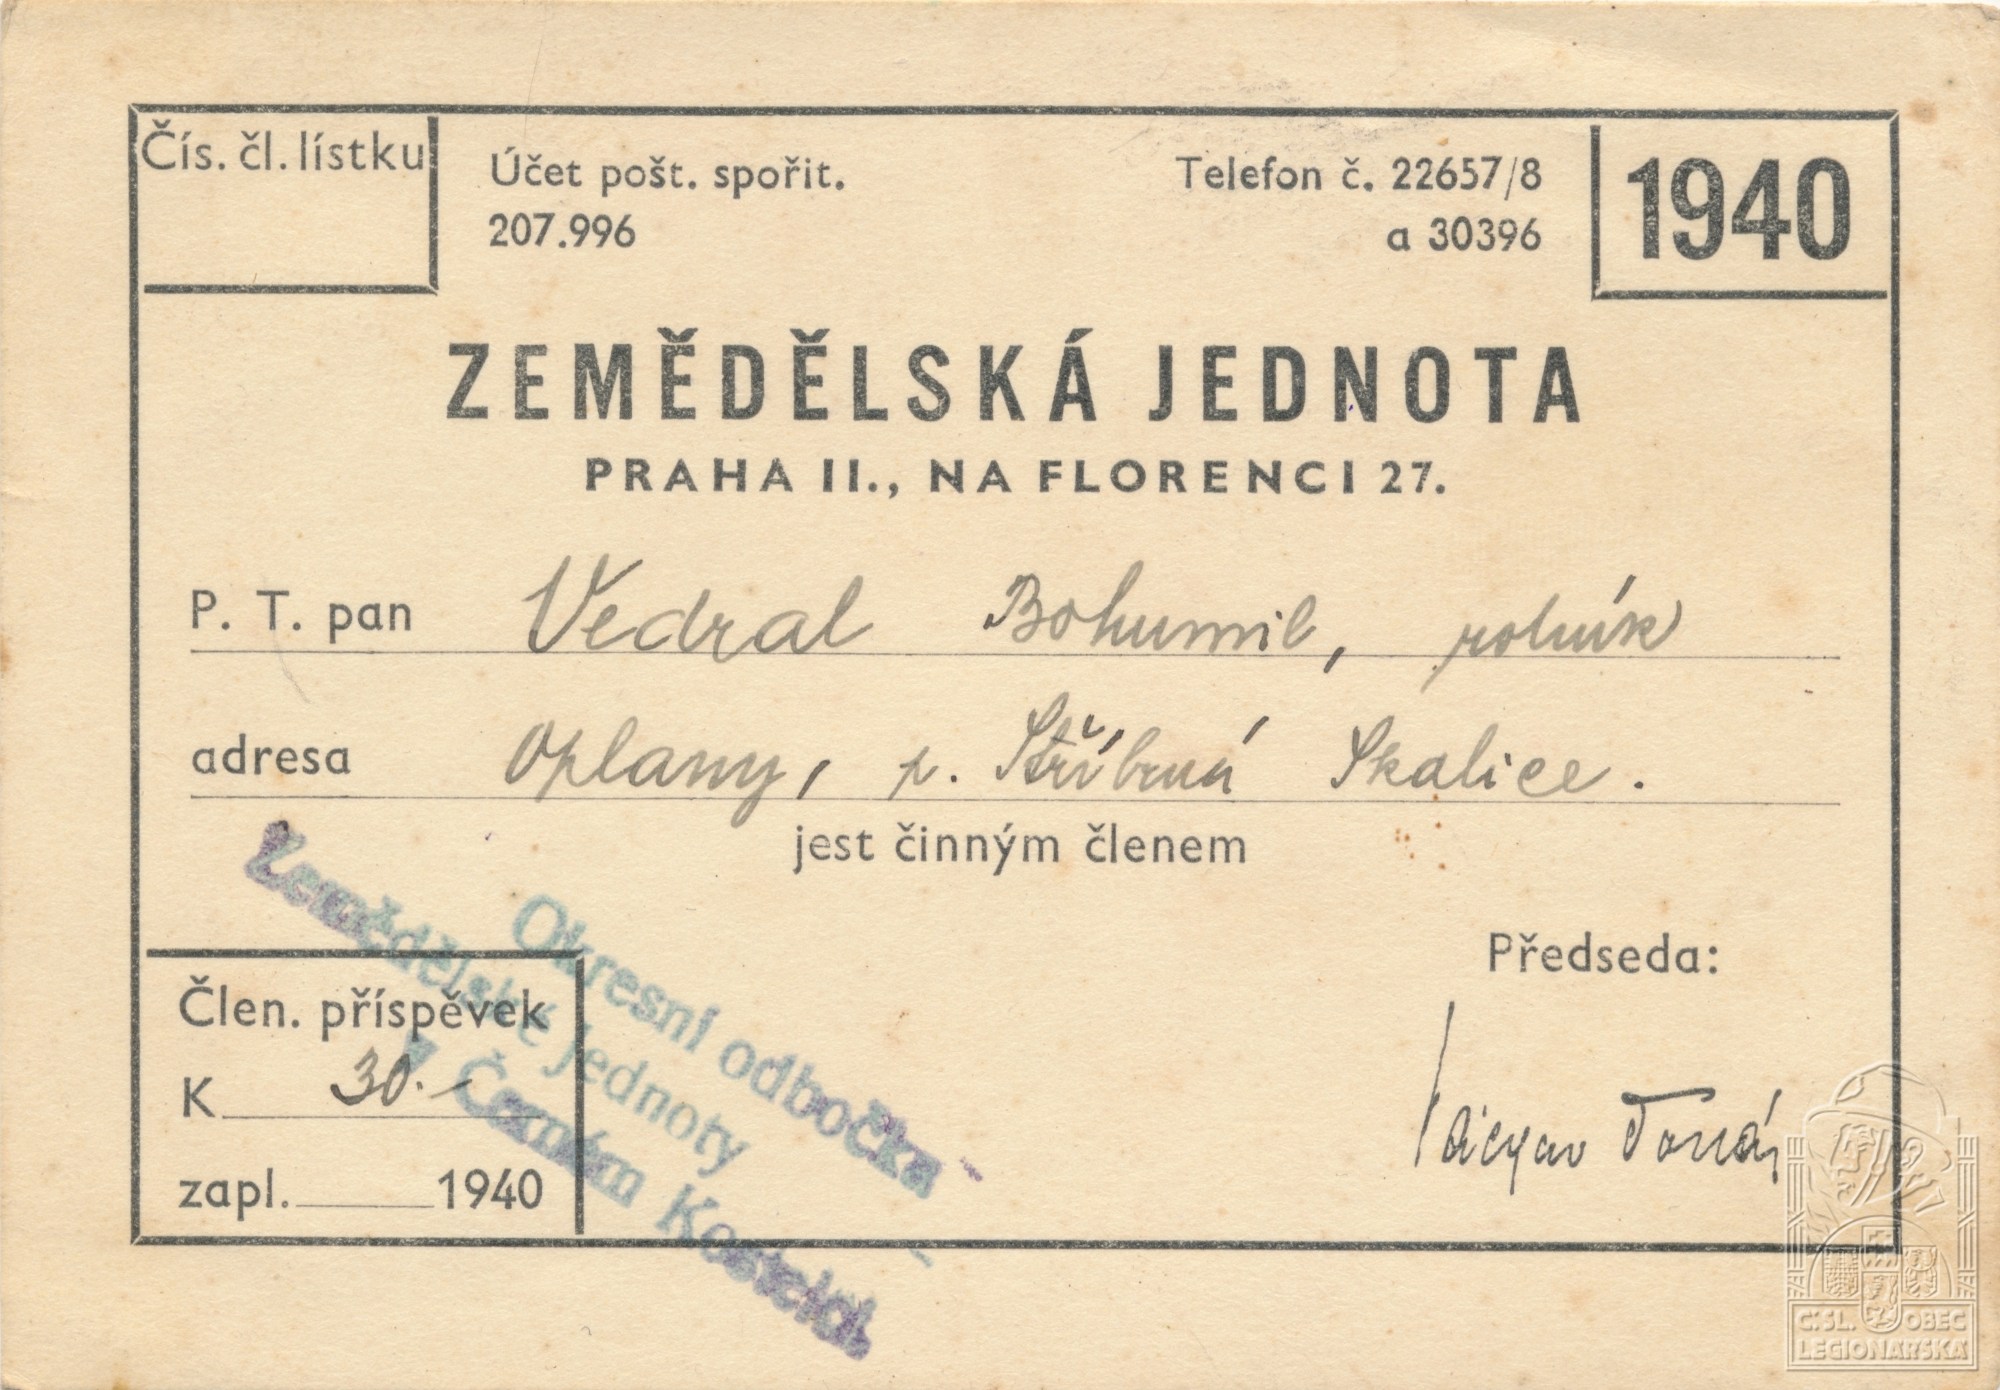 Čís. čl. lístku
Účet pošt. spořit.
207.996
Telefon č. 22657/8
a 30396
1940
ZEMĚDĚLSKÁ JEDNOTA
PRAHA II., NA FLORENCI 27.
P. T. pan Vedral Bohumil, rolník
adresa Oplany, p. Stříbrná Skalice.
jest činným členem
Okresní odbočka
Zemědělské jednoty
v Černém Kostelci
Předseda:
Václav
Člen. příspěvek
K 30.-
zapl. 1940
Č:SL. OBEC
LEGIONÁŘSKÁ